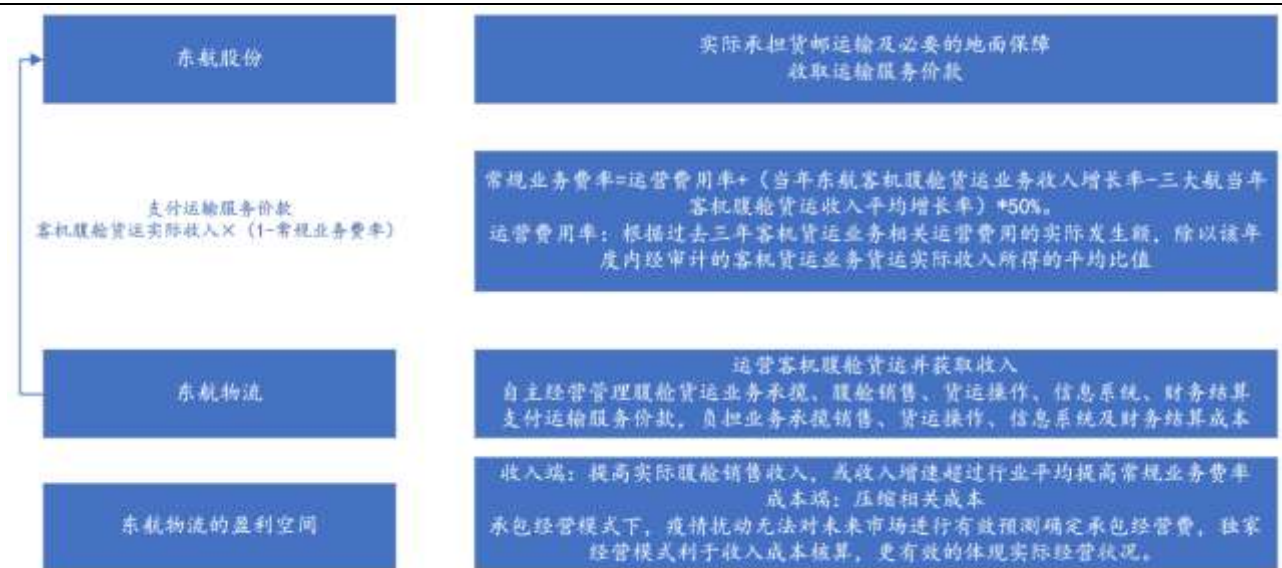 东航股份
实际承担货邮运输及必要的地面保障
收取运输服务价款
支付运输服务价款
客机腹舱货运实际收入×（1-常规业务费率）
常规业务费率=运营费用率+（当年东航客机腹舱货运业务收入增长率-三大航当年
客机腹舱货运收入平均增长率）*50%。
运营费用率：根据过去三年客机货运业务相关运营费用的实际发生额，除以该年
度内经审计的客机货运业务货运实际收入所得的平均比值
东航物流
运营客机腹舱货运并获取收入
自主经营管理腹舱货运业务承揽、腹舱销售、货运操作、信息系统、财务结算
支付运输服务价款，负担业务承揽销售、货运操作、信息系统及财务结算成本
东航物流的盈利空间
收入端：提高实际腹舱销售收入，或收入增速超过行业平均提高常规业务费率
成本端：压缩相关成本
承包经营模式下，疫情扰动无法对未来市场进行有效预测确定承包经营费，独家
经营模式利于收入成本核算，更有效的体现实际经营状况。